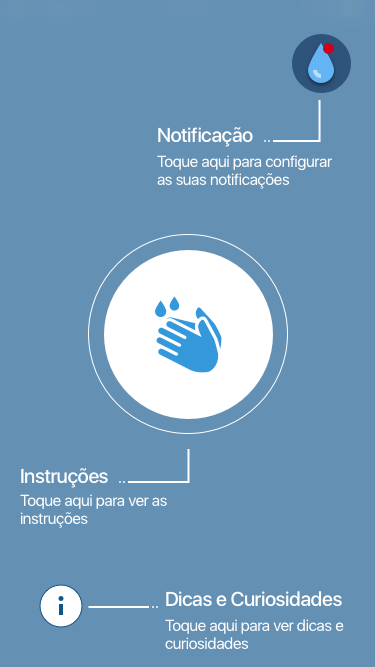 Notificação
Toque aqui para configurar
as suas notificações
Instruções
Toque aqui para ver as
instruções
i
Dicas e Curiosidades
Toque aqui para ver dicas e
curiosidades